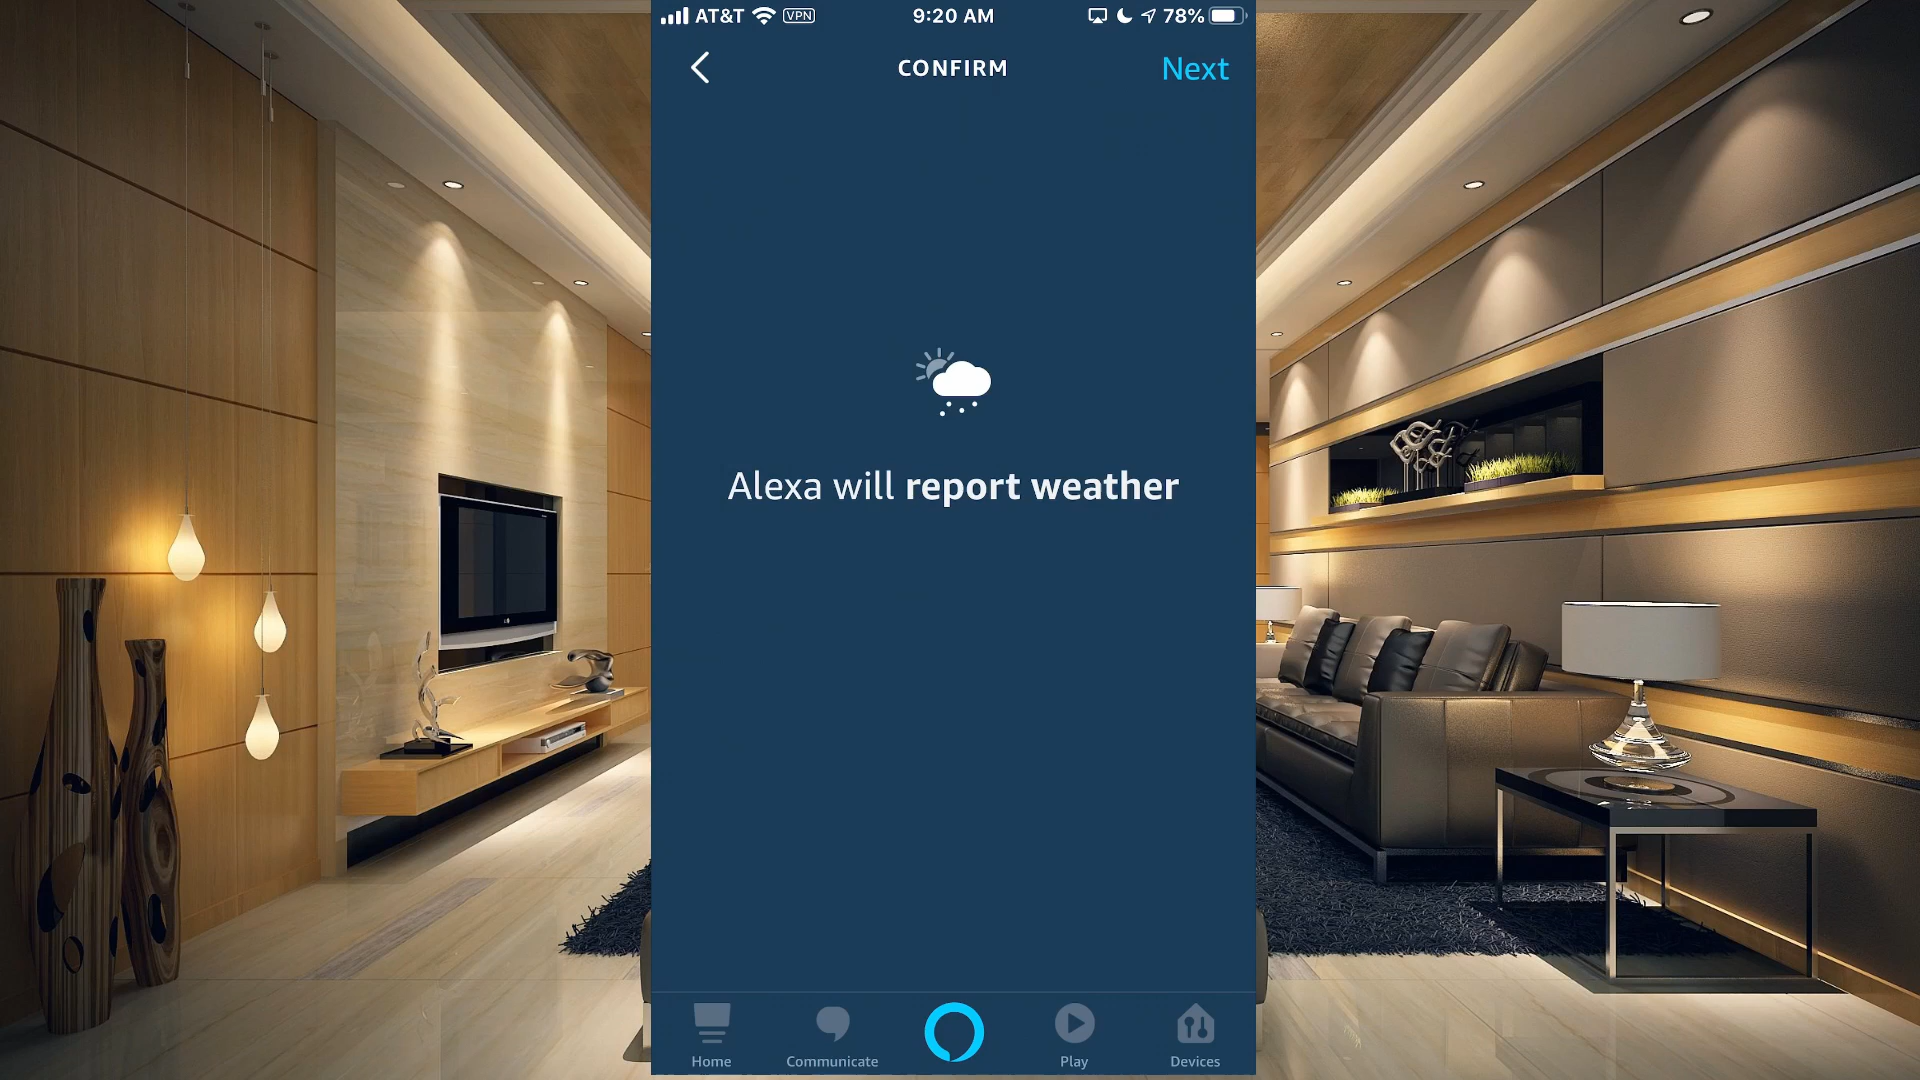 AT&T VPN 9:20 AM 78%
CONFIRM Next
Alexa will report weather
Home Communicate Play Devices